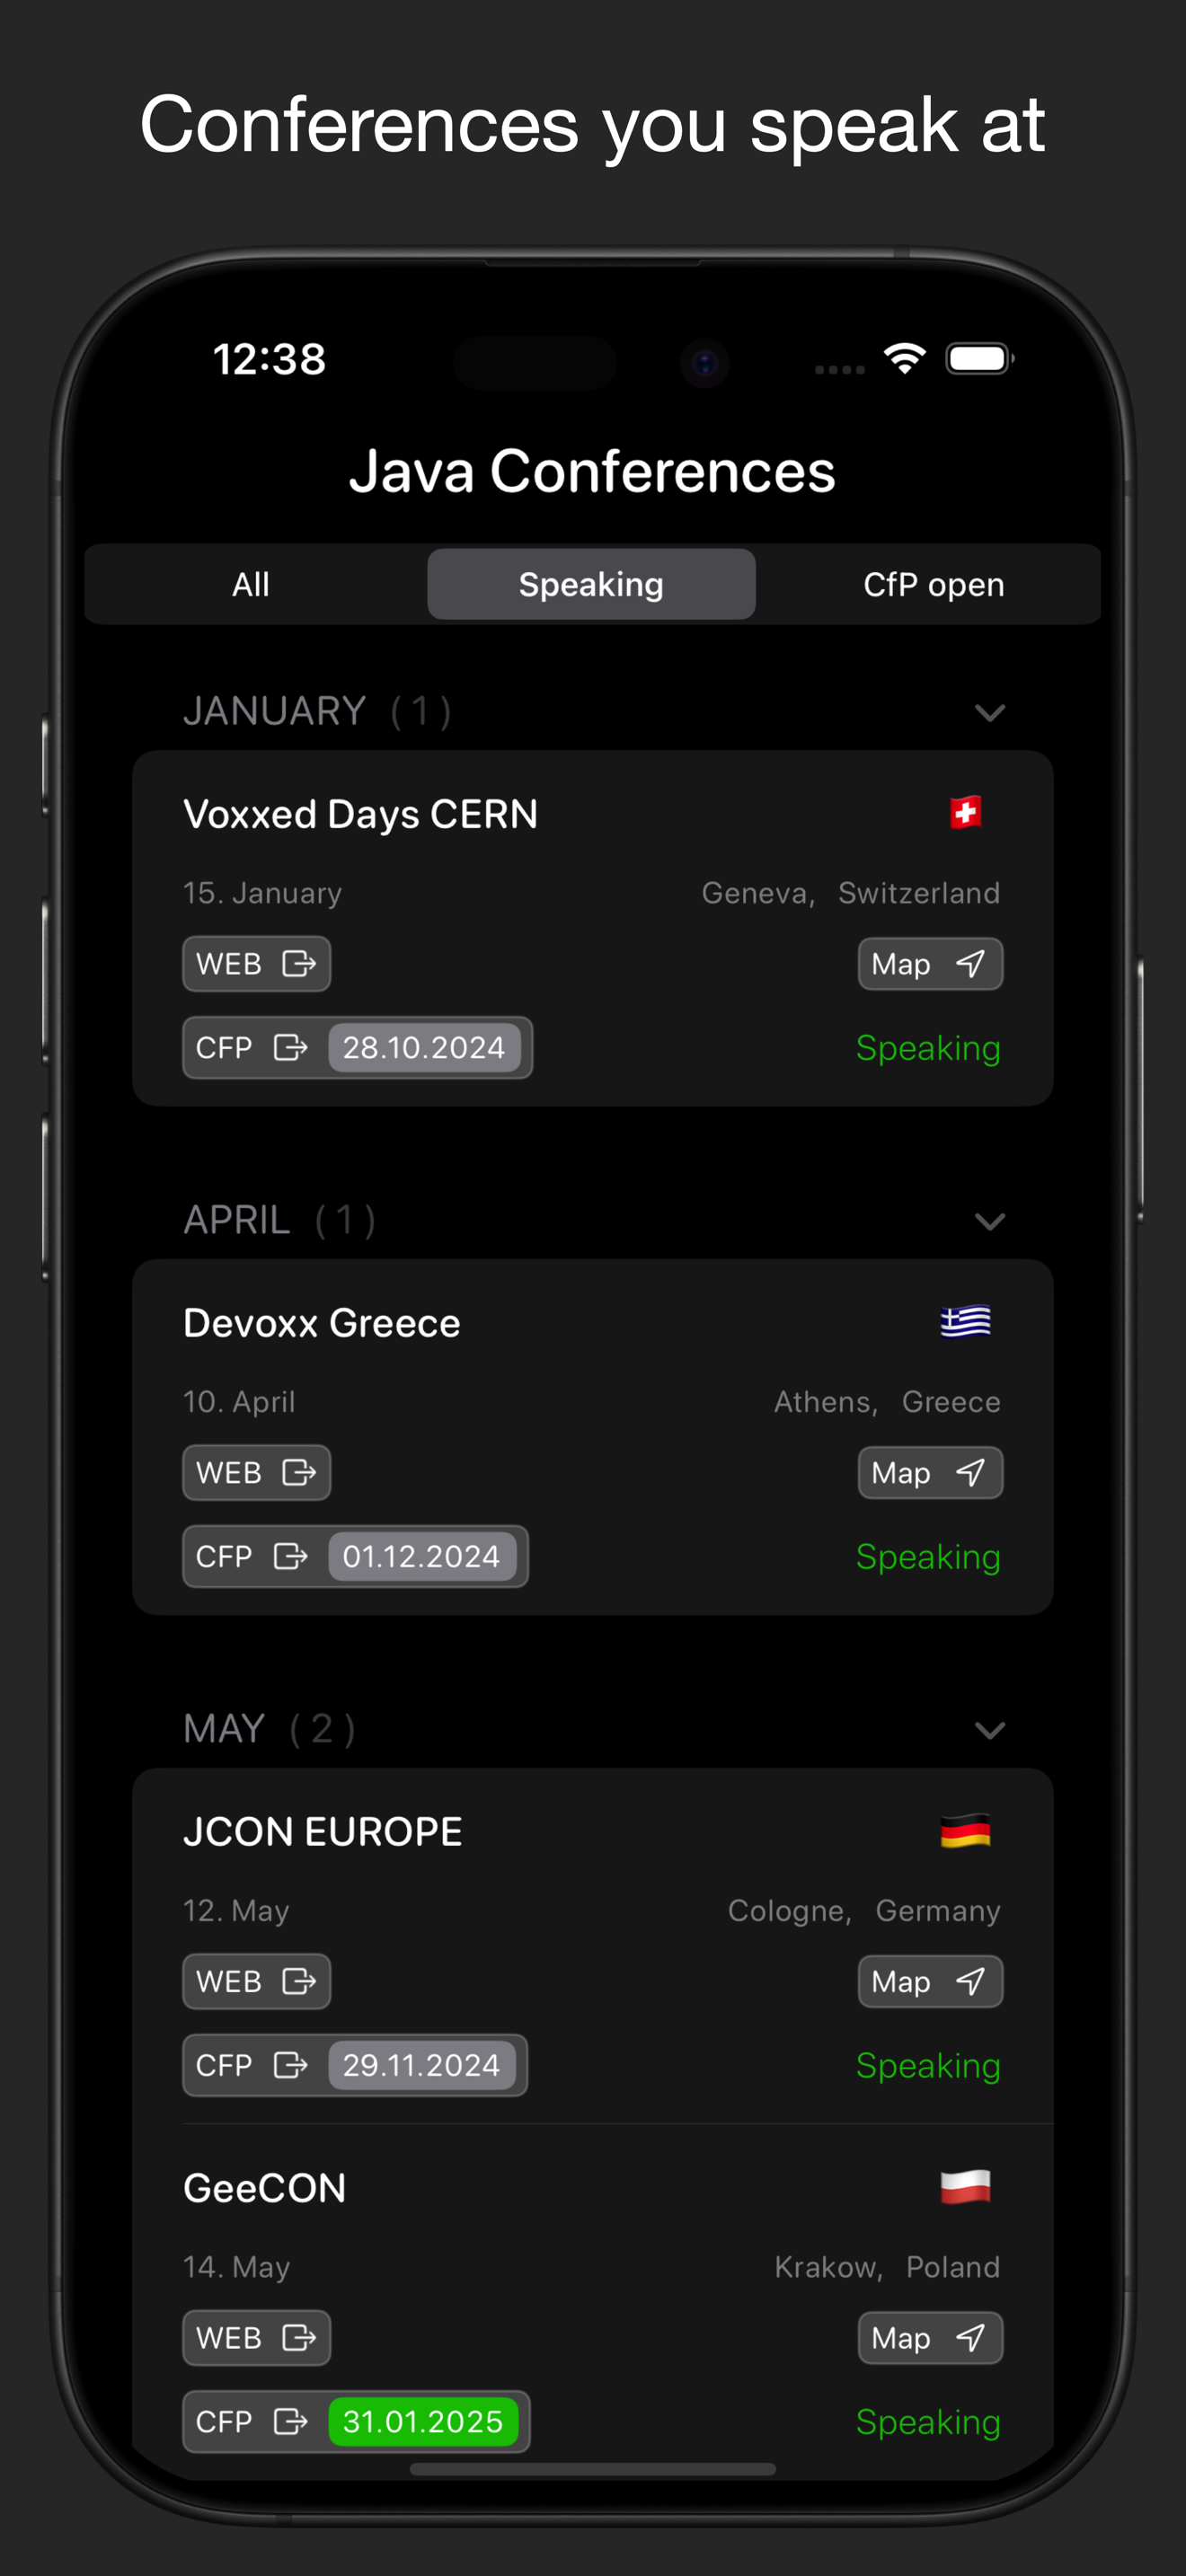 Conferences you speak at
12:38
Java Conferences
All Speaking CfP open
JANUARY (1)
Voxxed Days CERN
15. January Geneva, Switzerland
WEB Map
CFP 28.10.2024 Speaking
APRIL (1)
Devoxx Greece
10. April Athens, Greece
WEB Map
CFP 01.12.2024 Speaking
MAY (2)
JCON EUROPE
12. May Cologne, Germany
WEB Map
CFP 29.11.2024 Speaking
GeeCON
14. May Krakow, Poland
WEB Map
CFP 31.01.2025 Speaking